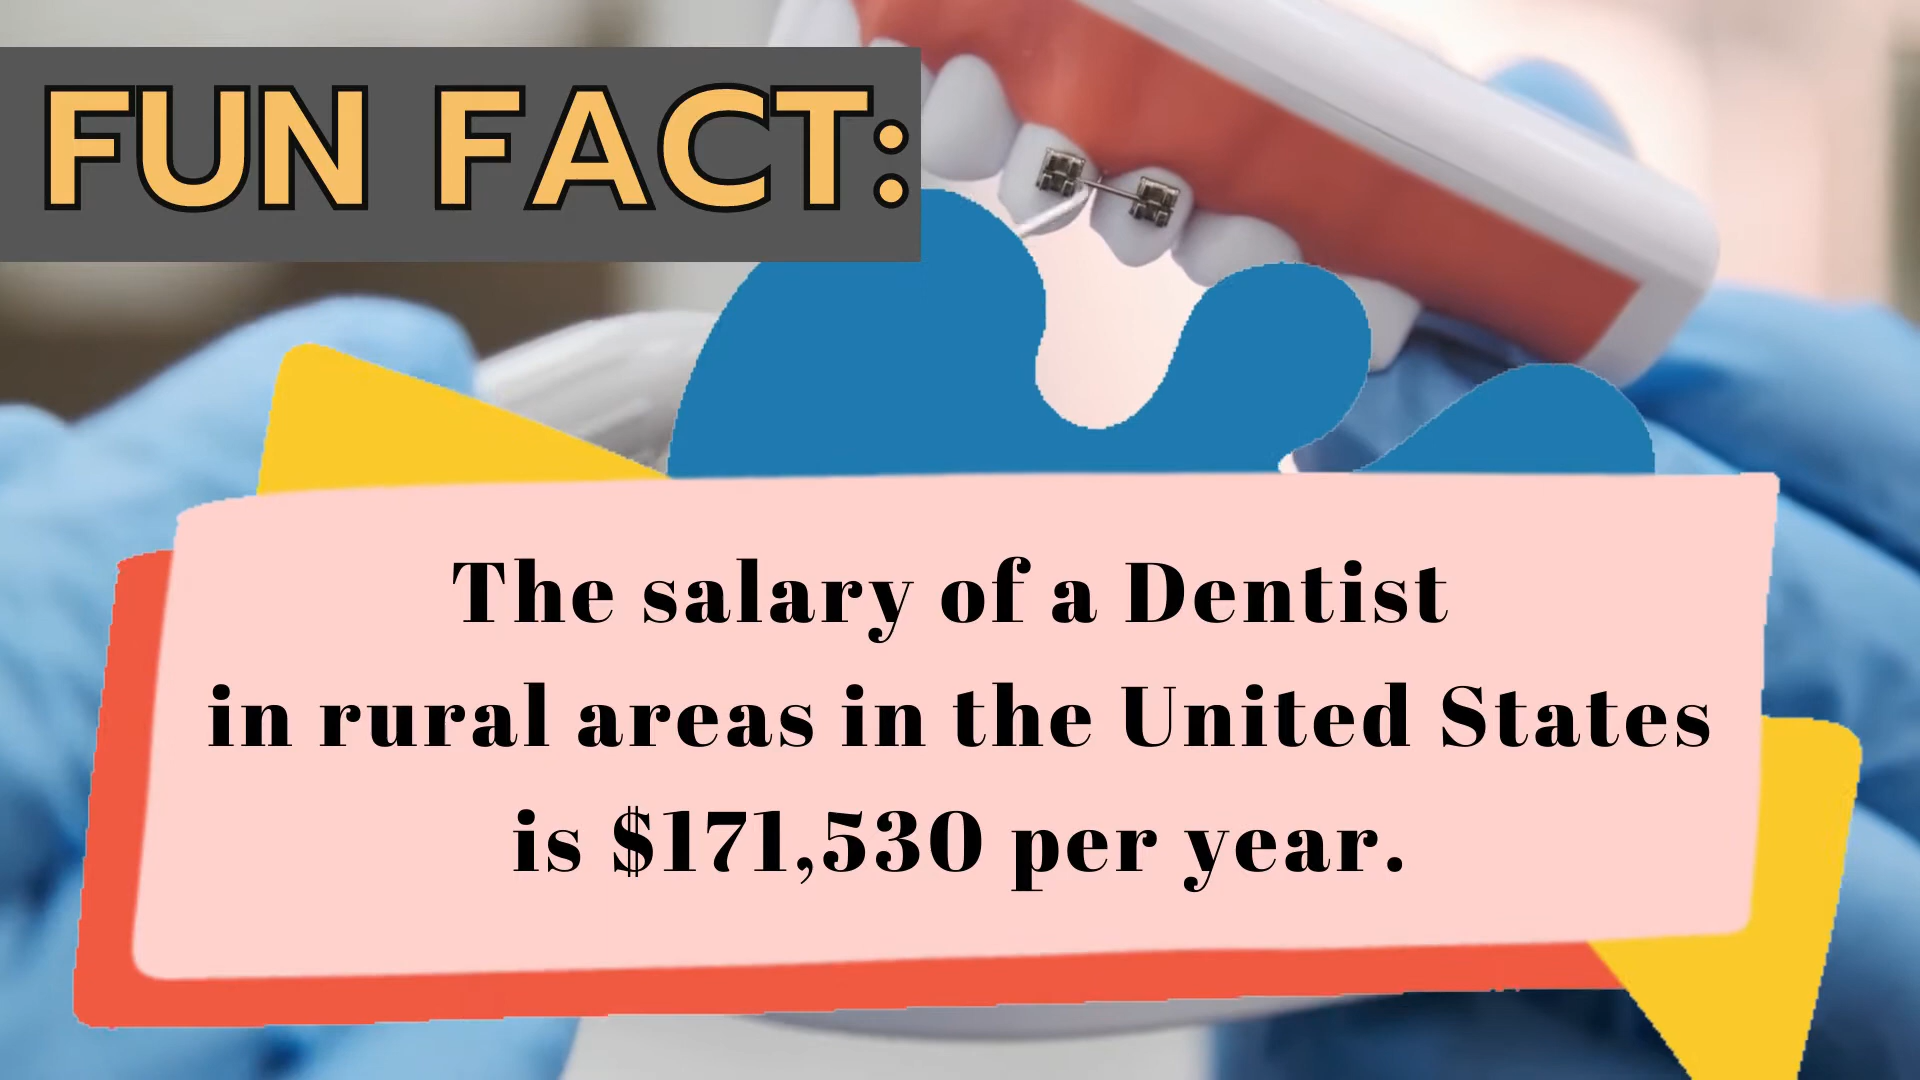 FUN FACT:
The salary of a Dentist
in rural areas in the United States
is $171,530 per year.